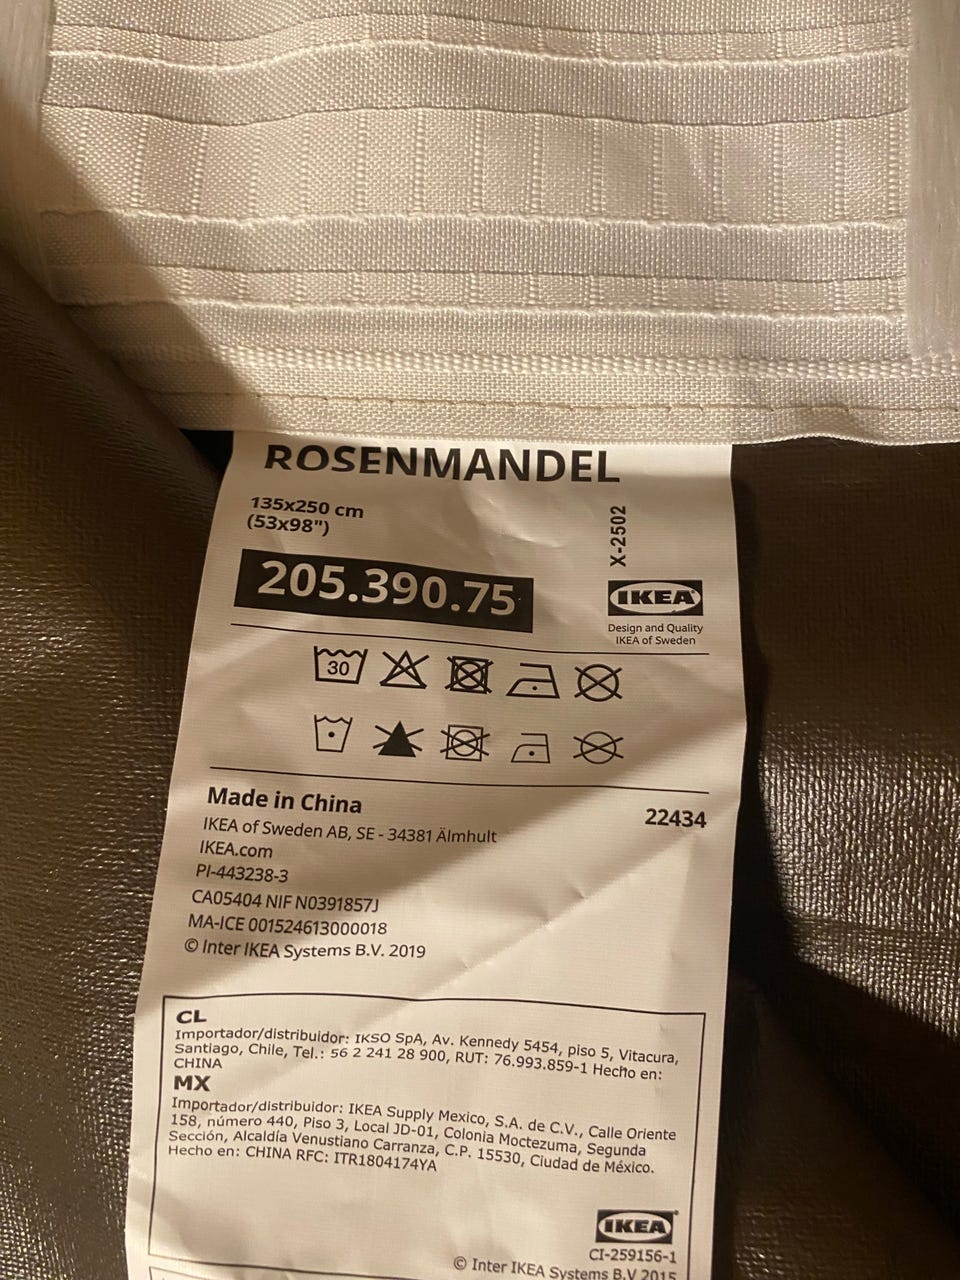 ROSENMANDEL
135x250 cm
(53x98")
X-2502
205.390.75
IKEA
Design and Quality
IKEA of Sweden
30
Made in China
22434
IKEA of Sweden AB, SE - 34381 Älmhult
IKEA.com
PI-443238-3
CA05404 NIF N0391857J
MA-ICE 001524613000018
© Inter IKEA Systems B.V. 2019
CL
Importador/distribuidor: IKSO SpA, Av. Kennedy 5454, piso 5, Vitacura,
Santiago, Chile, Tel.: 56 2 241 28 900, RUT: 76.993.859-1 Hecho en:
CHINA
MX
Importador/distribuidor: IKEA Supply Mexico, S.A. de C.V., Calle Oriente
158, número 440, Piso 3, Local JD-01, Colonia Moctezuma, Segunda
Sección, Alcaldía Venustiano Carranza, C.P. 15530, Ciudad de México.
Hecho en: CHINA RFC: ITR1804174YA
IKEA
CI-259156-1
© Inter IKEA Systems B.V 2015